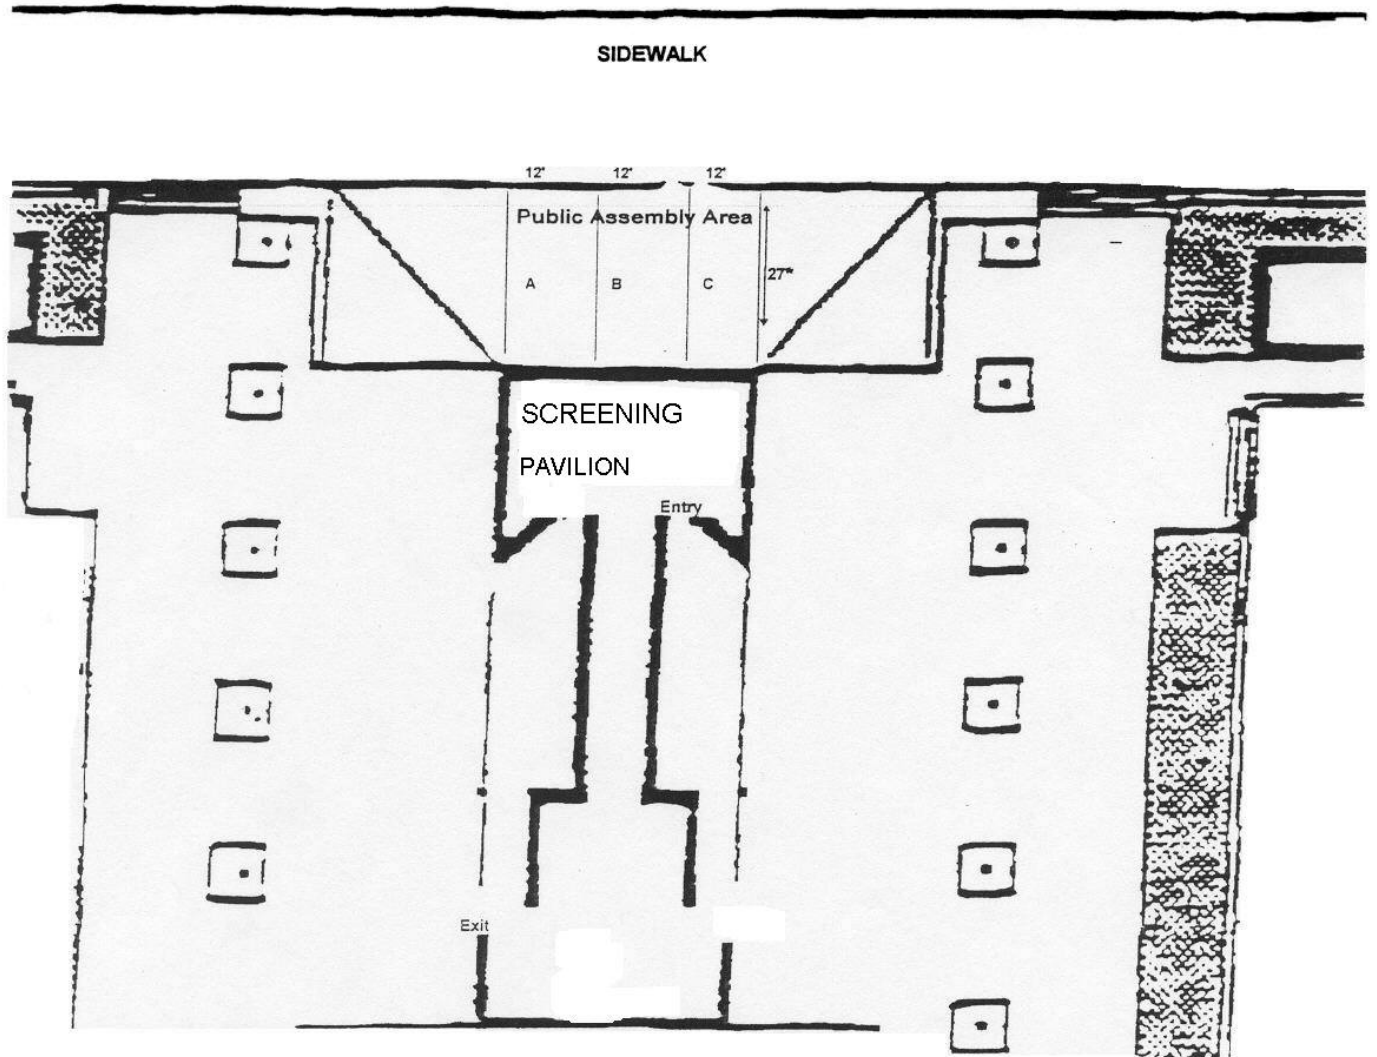 SIDEWALK
12' 12' 12'
Public Assembly Area
27"
A B C
SCREENING
PAVILION
Entry
Exit